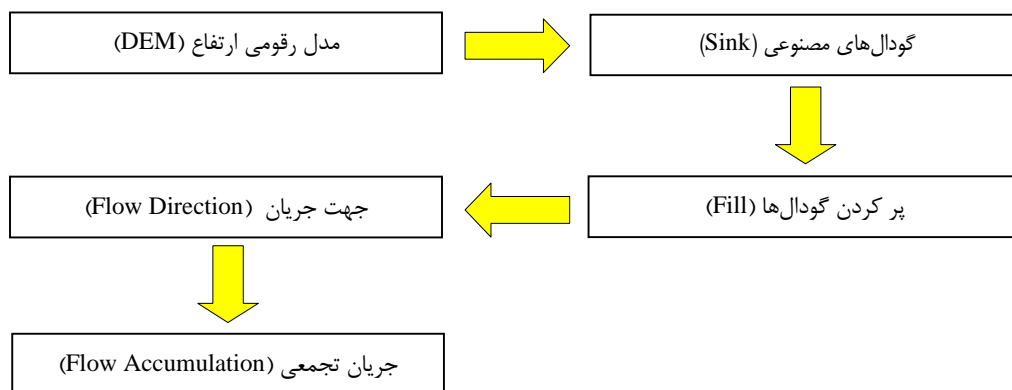 مدل رقومی ارتفاع (DEM)
گودال‌های مصنوعی (Sink)
پر کردن گودال‌ها (Fill)
جهت جریان (Flow Direction)
جریان تجمعی (Flow Accumulation)